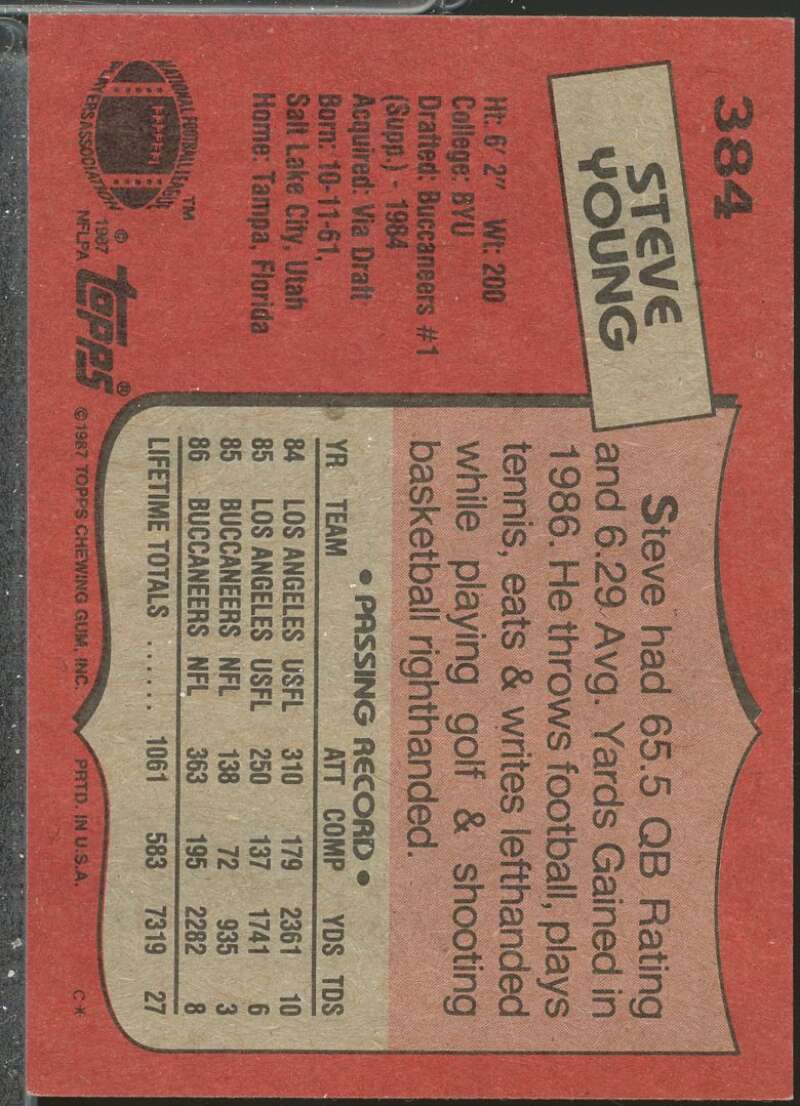 384
STEVE
YOUNG
Ht: 6' 2" Wt: 200
College: BYU
Drafted: Buccaneers #1
(Supp.) - 1984
Acquired: Via Draft
Born: 10-11-61,
Salt Lake City, Utah
Home: Tampa, Florida
NATIONAL FOOTBALL LEAGUE
PLAYERS ASSOCIATION
TM
© 1987
NFLPA
topps®
Steve had 65.5 QB Rating
and 6.29 Avg. Yards Gained in
1986. He throws football, plays
tennis, eats & writes lefthanded
while playing golf & shooting
basketball righthanded.
• PASSING RECORD •
YR TEAM ATT COMP YDS TDS
84 LOS ANGELES USFL 310 179 2361 10
85 LOS ANGELES USFL 250 137 1741 6
85 BUCCANEERS NFL 138 72 935 3
86 BUCCANEERS NFL 363 195 2282 8
LIFETIME TOTALS ...... 1061 583 7319 27
©1987 TOPPS CHEWING GUM, INC. PRTD. IN U.S.A. C*